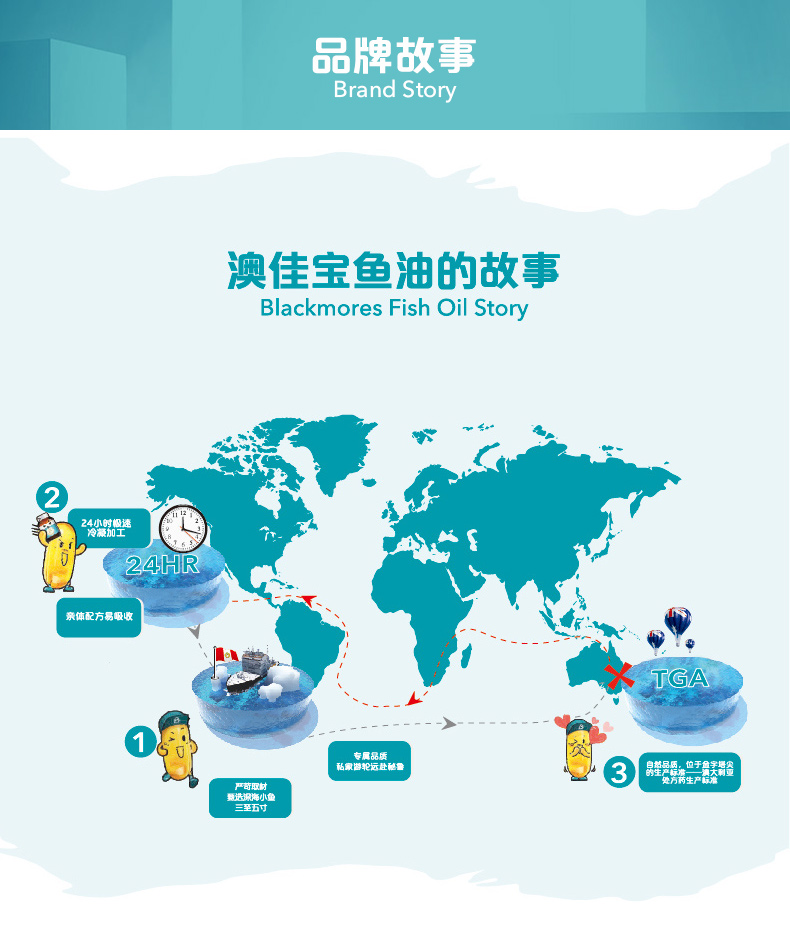 品牌故事
Brand Story
澳佳宝鱼油的故事
Blackmores Fish Oil Story
2
24小时极速
冷凝加工
24HR
亲体配方易吸收
1
严苛取材
甄选深海小鱼
三至五寸
专属品质
私家游轮远赴秘鲁
TGA
3
自然品质，位于金字塔尖
的生产标准——澳大利亚
处方药生产标准